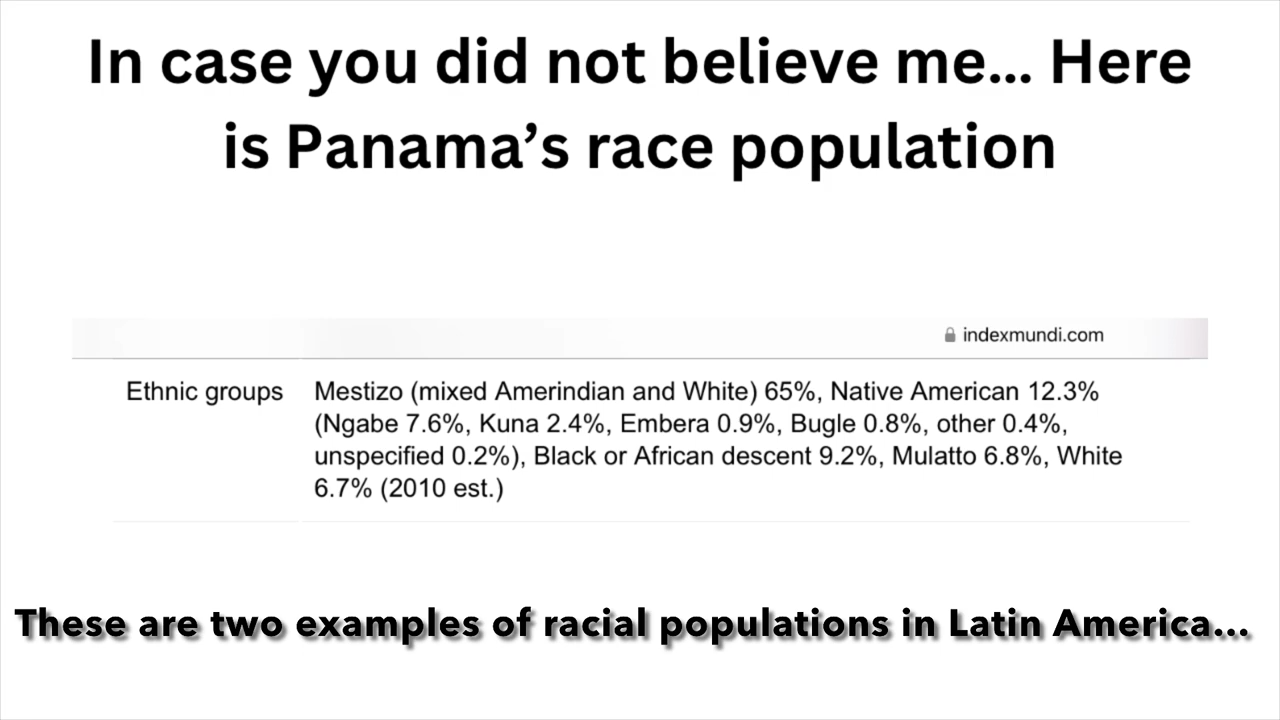 In case you did not believe me... Here
is Panama’s race population
indexmundi.com
Ethnic groups
Mestizo (mixed Amerindian and White) 65%, Native American 12.3%
(Ngabe 7.6%, Kuna 2.4%, Embera 0.9%, Bugle 0.8%, other 0.4%,
unspecified 0.2%), Black or African descent 9.2%, Mulatto 6.8%, White
6.7% (2010 est.)
These are two examples of racial populations in Latin America...